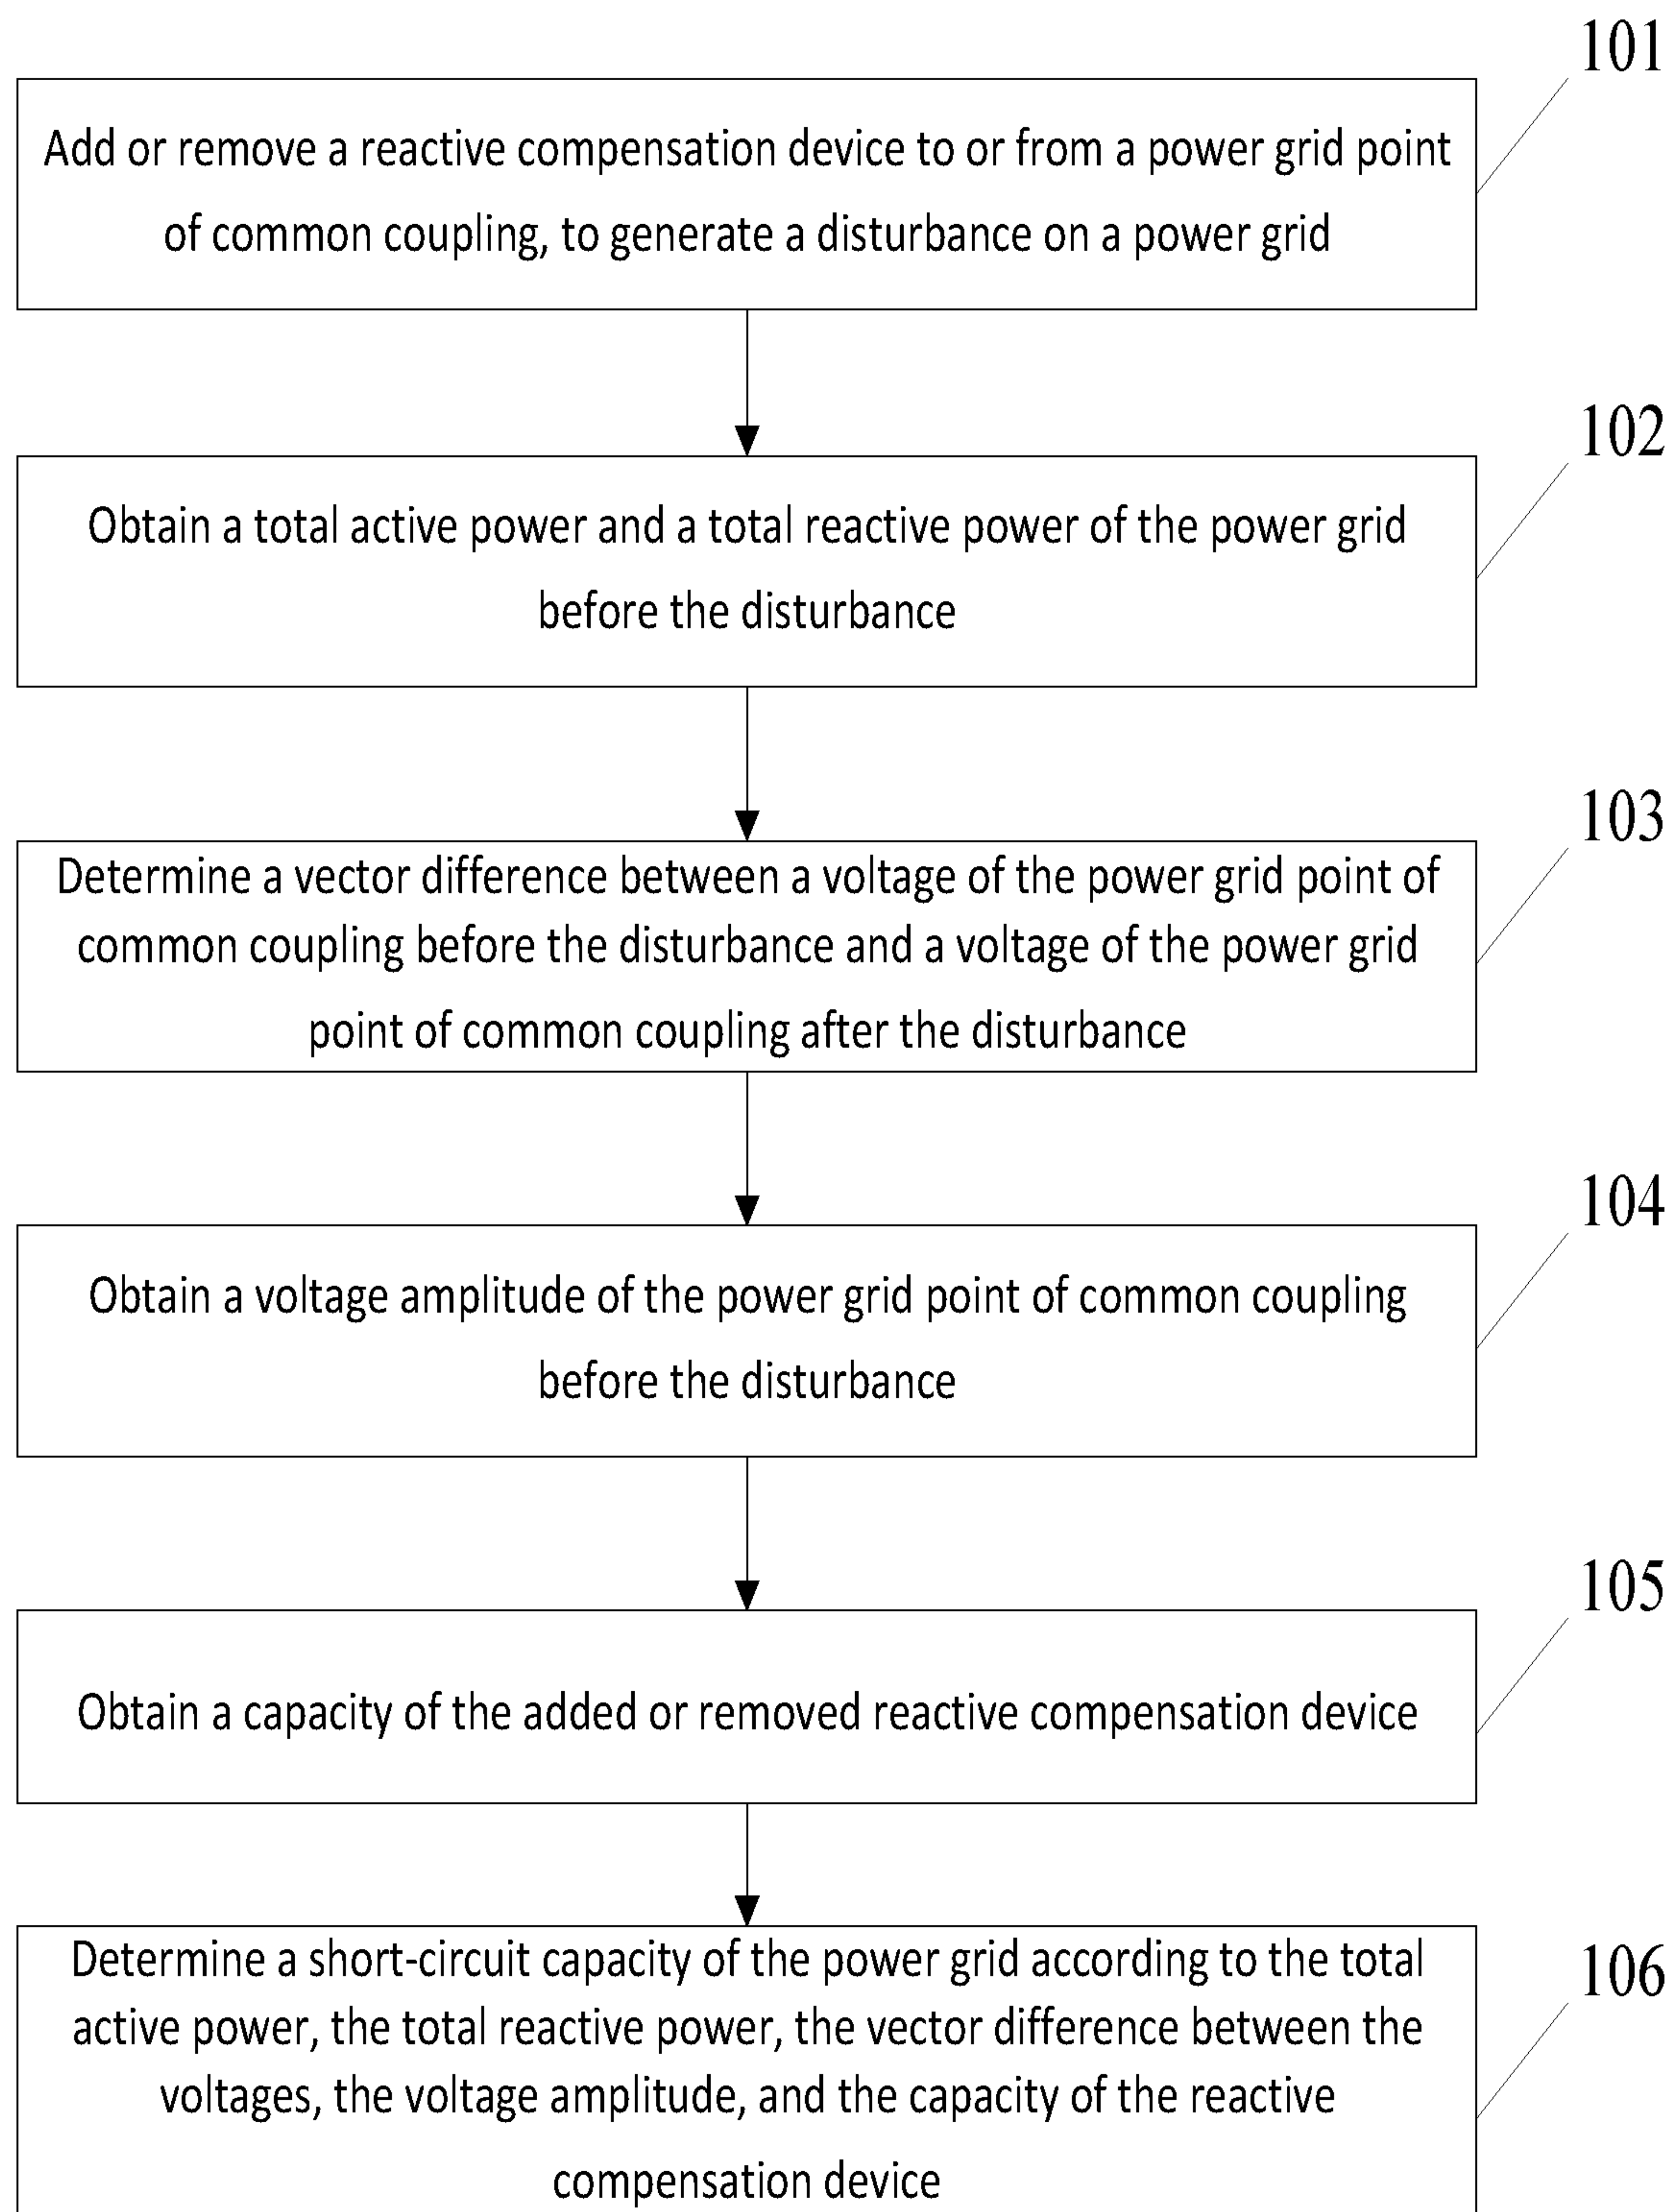 101
Add or remove a reactive compensation device to or from a power grid point
of common coupling, to generate a disturbance on a power grid
102
Obtain a total active power and a total reactive power of the power grid
before the disturbance
103
Determine a vector difference between a voltage of the power grid point of
common coupling before the disturbance and a voltage of the power grid
point of common coupling after the disturbance
104
Obtain a voltage amplitude of the power grid point of common coupling
before the disturbance
105
Obtain a capacity of the added or removed reactive compensation device
106
Determine a short-circuit capacity of the power grid according to the total
active power, the total reactive power, the vector difference between the
voltages, the voltage amplitude, and the capacity of the reactive
compensation device